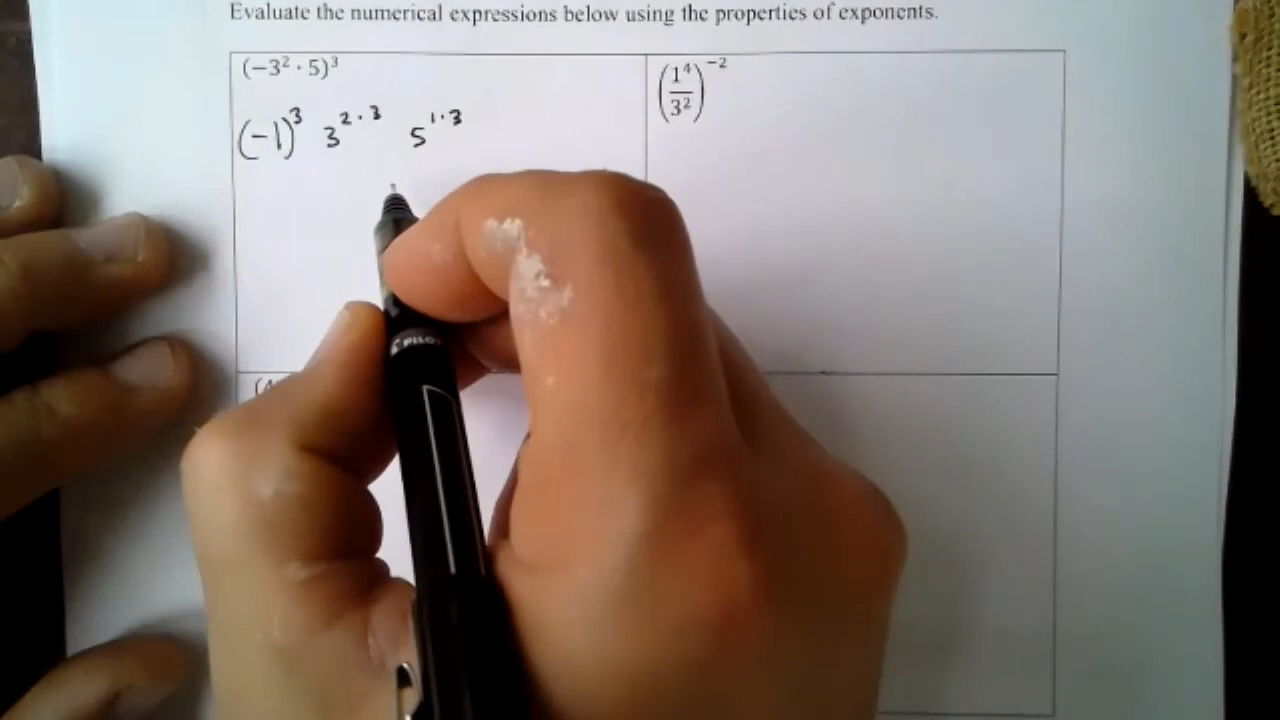 Evaluate the numerical expressions below using the properties of exponents.
(−3² · 5)³
(1⁴/3²)⁻²
(-1)³ 3²·³ 5¹·³
PILOT